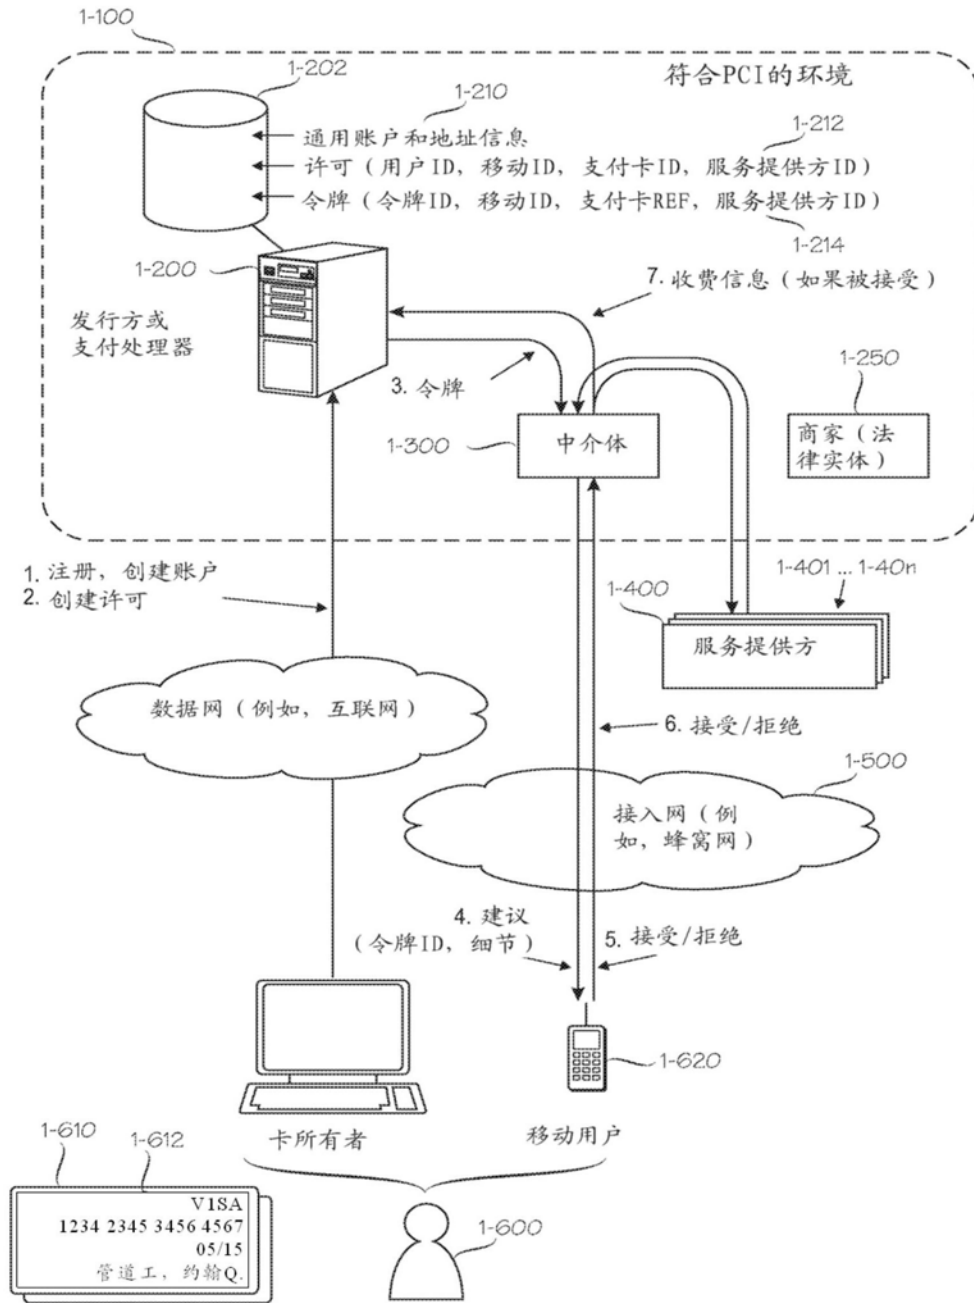 1-100
1-202
符合PCI的环境
1-210
通用账户和地址信息
1-212
许可（用户ID，移动ID，支付卡ID，服务提供方ID）
令牌（令牌ID，移动ID，支付卡REF，服务提供方ID）
1-214
1-200
7. 收费信息（如果被接受）
发行方或
支付处理器
3. 令牌
1-250
1-300
中介体
商家（法
律实体）
1. 注册，创建账户
2. 创建许可
1-401 ... 1-40n
1-400
服务提供方
数据网（例如，互联网）
6. 接受/拒绝
1-500
接入网（例
如，蜂窝网）
4. 建议
（令牌ID，细节）
5. 接受/拒绝
1-620
卡所有者
移动用户
1-610
1-612
V1SA
1234 2345 3456 4567
05/15
管道工，约翰Q.
1-600